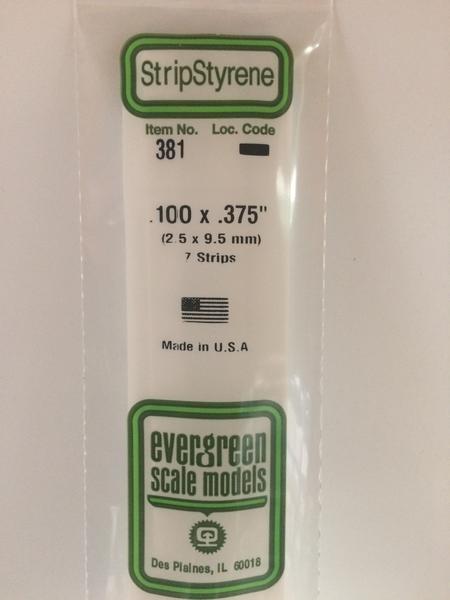 StripStyrene
Item No. Loc. Code
381
.100 x .375"
(2.5 x 9.5 mm)
7 Strips
Made in U.S.A
evergreen
scale models
Des Plaines, IL 60018